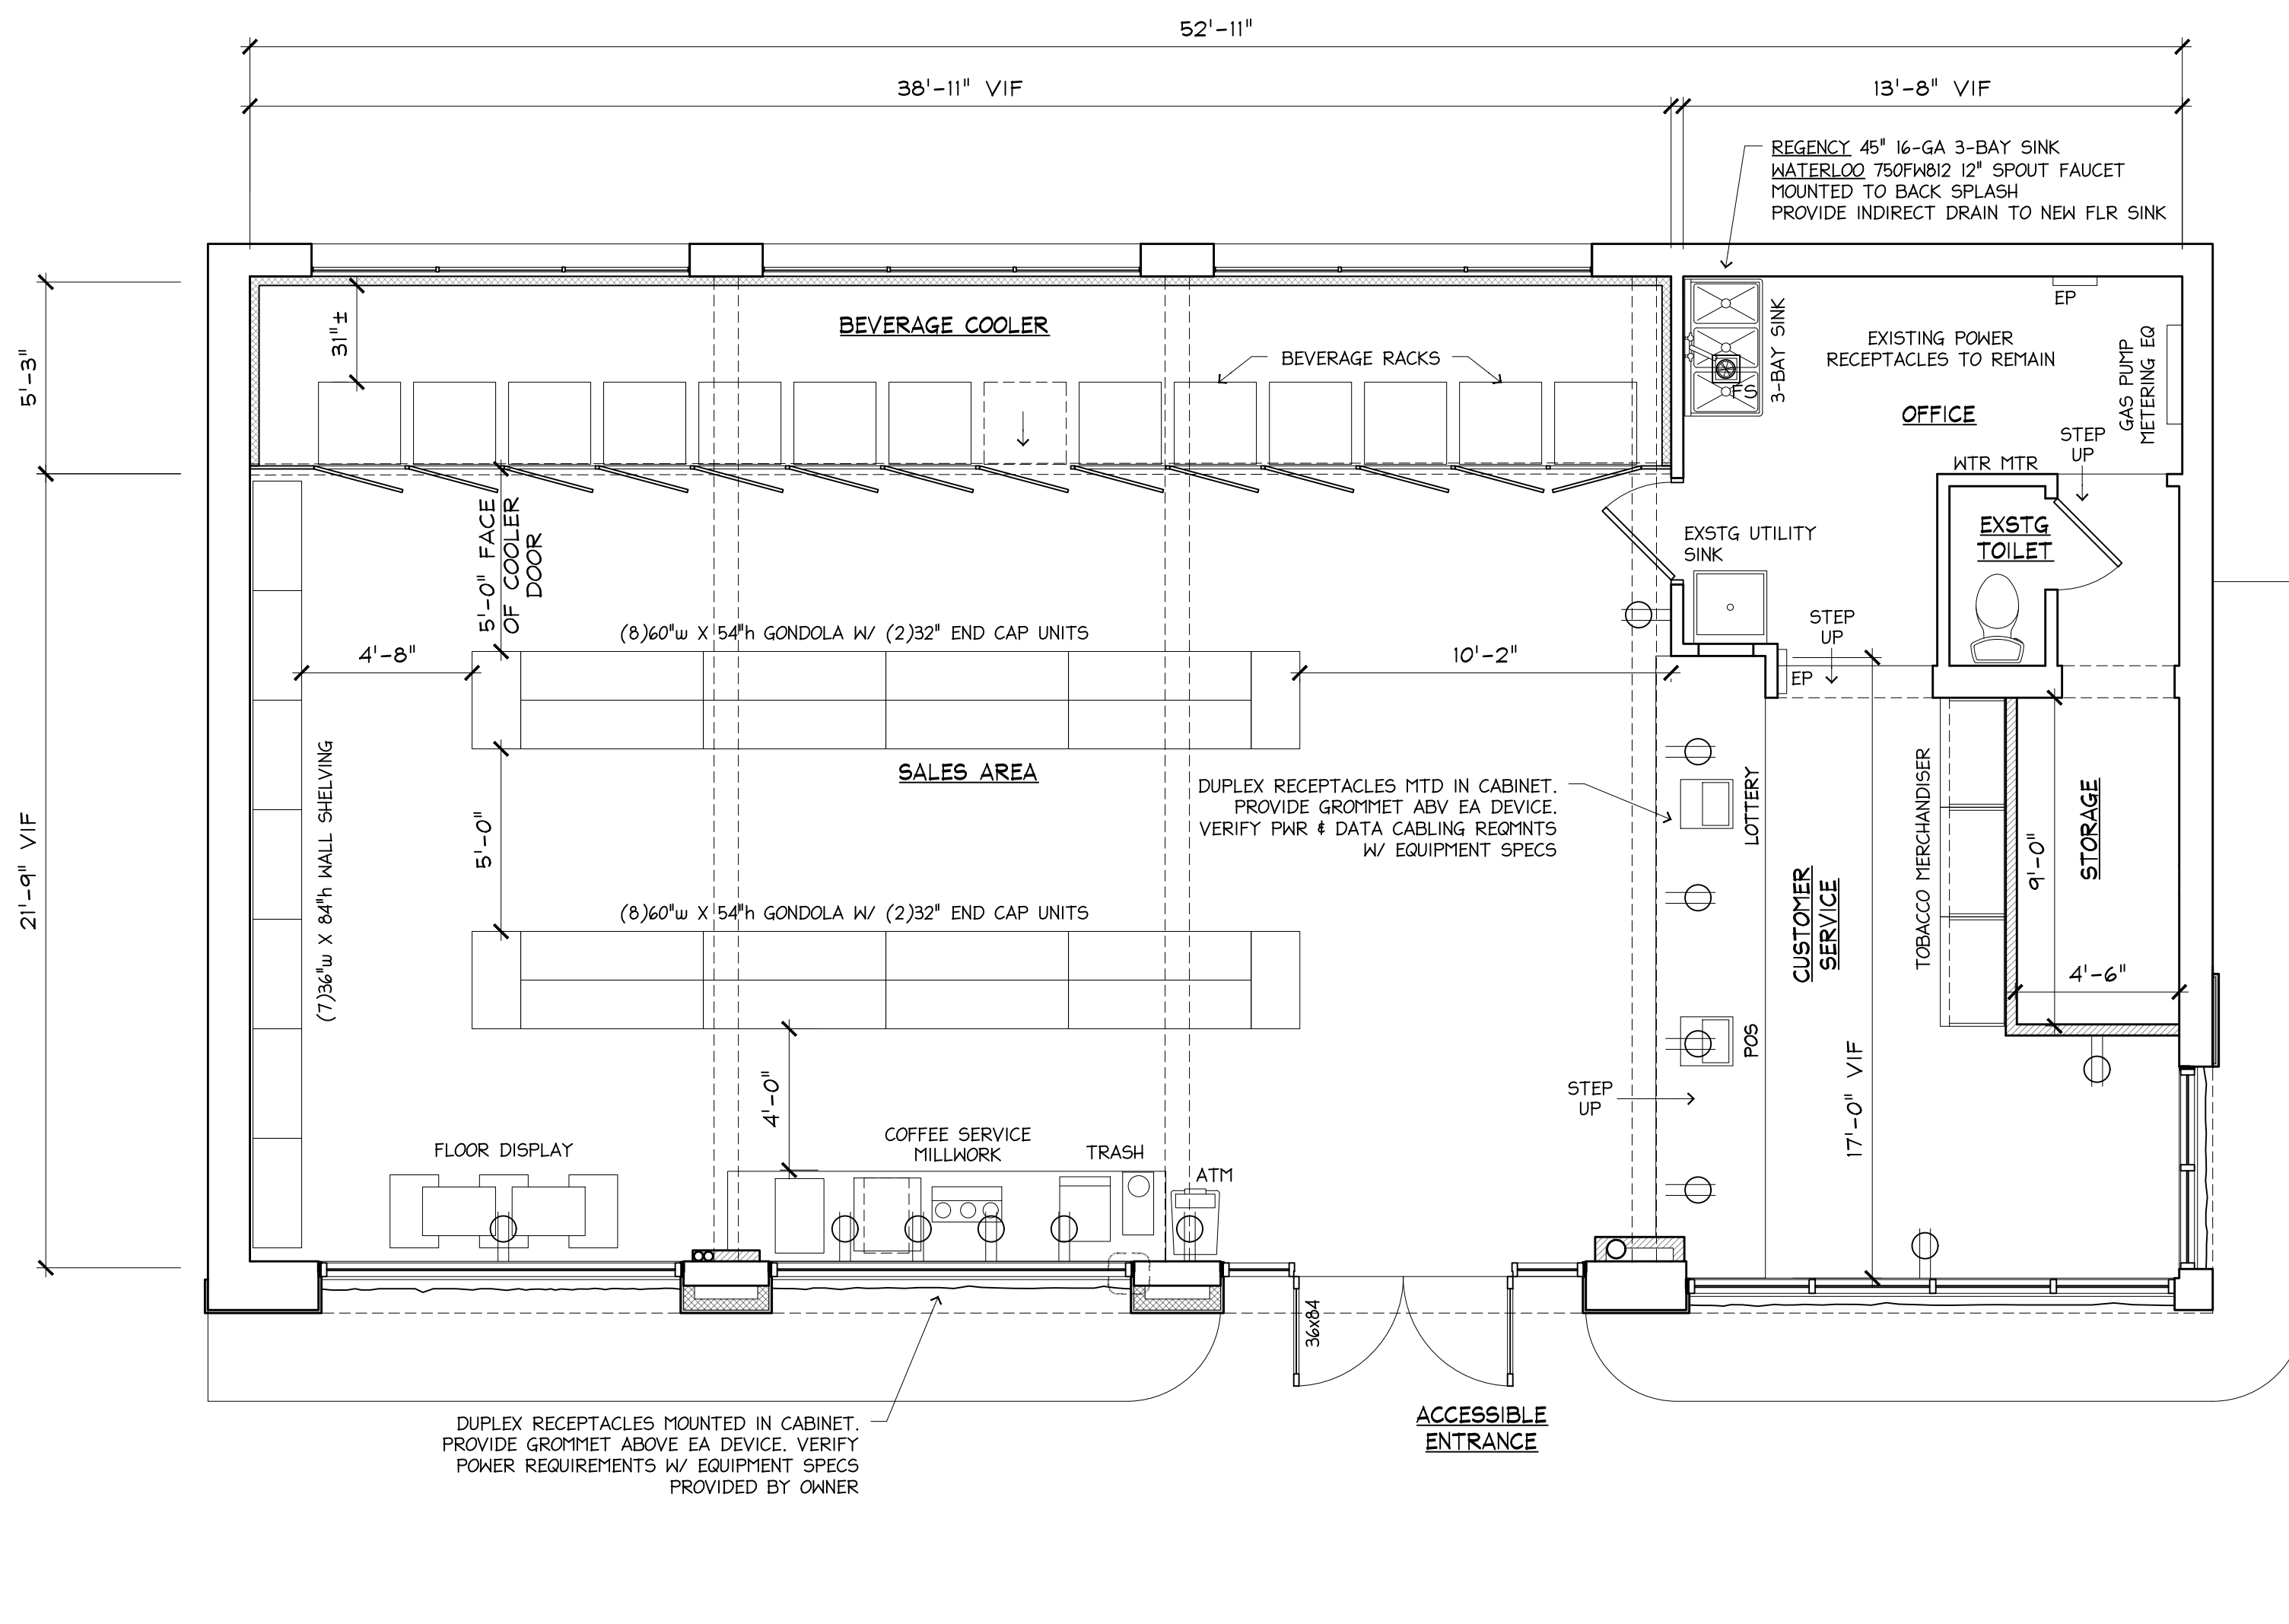 52'-11"
38'-11" VIF
13'-8" VIF
REGENCY 45" 16-GA 3-BAY SINK
WATERLOO 750FW812 12" SPOUT FAUCET
MOUNTED TO BACK SPLASH
PROVIDE INDIRECT DRAIN TO NEW FLR SINK
5'-3"
31"±
BEVERAGE COOLER
BEVERAGE RACKS
3-BAY SINK
FS
EP
EXISTING POWER
RECEPTACLES TO REMAIN
GAS PUMP
METERING EQ
OFFICE
STEP
UP
WTR MTR
5'-0" FACE
OF COOLER
DOOR
EXSTG UTILITY
SINK
EXSTG
TOILET
STEP
UP
(8)60"w X 54"h GONDOLA W/ (2)32" END CAP UNITS
4'-8"
10'-2"
EP
21'-9" VIF
(7)36"w X 84"h WALL SHELVING
SALES AREA
5'-0"
DUPLEX RECEPTACLES MTD IN CABINET.
PROVIDE GROMMET ABV EA DEVICE.
VERIFY PWR & DATA CABLING REQMNTS
W/ EQUIPMENT SPECS
LOTTERY
CUSTOMER
SERVICE
TOBACCO MERCHANDISER
9'-0"
STORAGE
4'-6"
(8)60"w X 54"h GONDOLA W/ (2)32" END CAP UNITS
4'-0"
POS
17'-0" VIF
STEP
UP
FLOOR DISPLAY
COFFEE SERVICE
MILLWORK
TRASH
ATM
36x84
ACCESSIBLE
ENTRANCE
DUPLEX RECEPTACLES MOUNTED IN CABINET.
PROVIDE GROMMET ABOVE EA DEVICE. VERIFY
POWER REQUIREMENTS W/ EQUIPMENT SPECS
PROVIDED BY OWNER